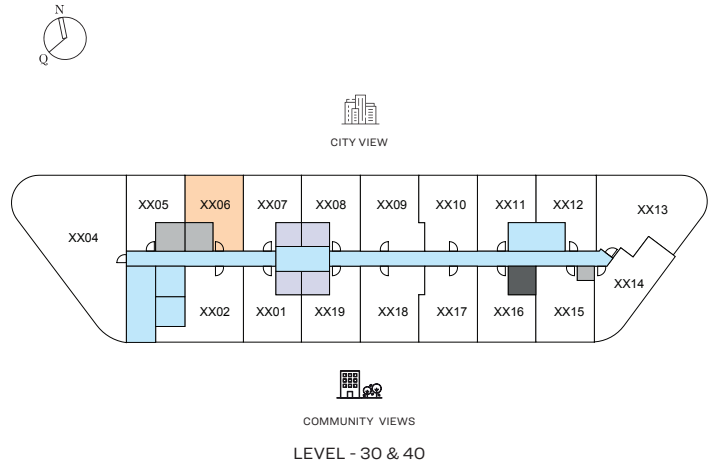 N
Q
CITY VIEW
XX05 XX06 XX07 XX08 XX09 XX10 XX11 XX12 XX13
XX04
XX14
XX02 XX01 XX19 XX18 XX17 XX16 XX15
COMMUNITY VIEWS
LEVEL - 30 & 40